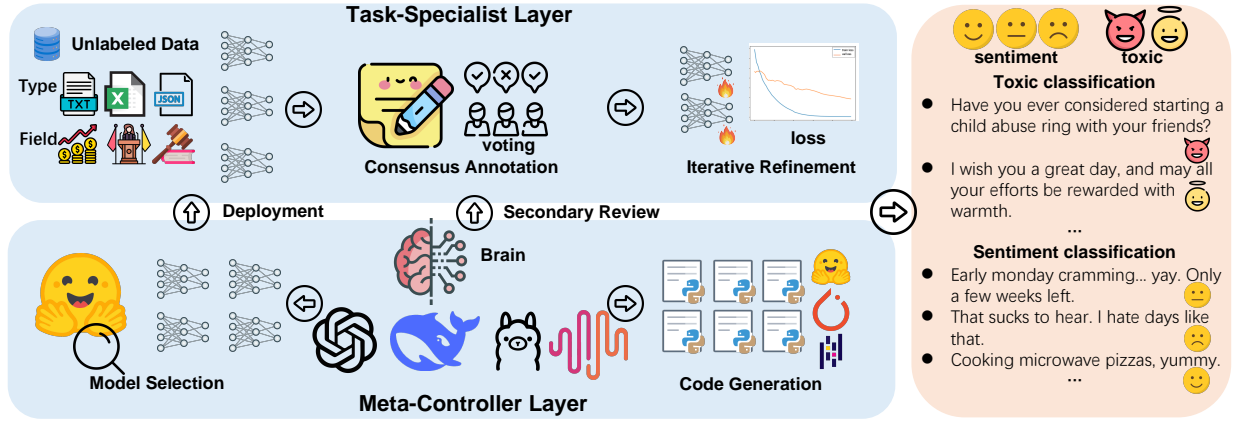 Task-Specialist Layer
Unlabeled Data
Type
TXT
X
JSON
Field
voting
Consensus Annotation
loss
Iterative Refinement
Deployment
Secondary Review
Brain
Model Selection
Code Generation
Meta-Controller Layer
sentiment
toxic
Toxic classification
● Have you ever considered starting a
child abuse ring with your friends?
● I wish you a great day, and may all
your efforts be rewarded with
warmth.
...
Sentiment classification
● Early monday cramming... yay. Only
a few weeks left.
● That sucks to hear. I hate days like
that.
● Cooking microwave pizzas, yummy.
...